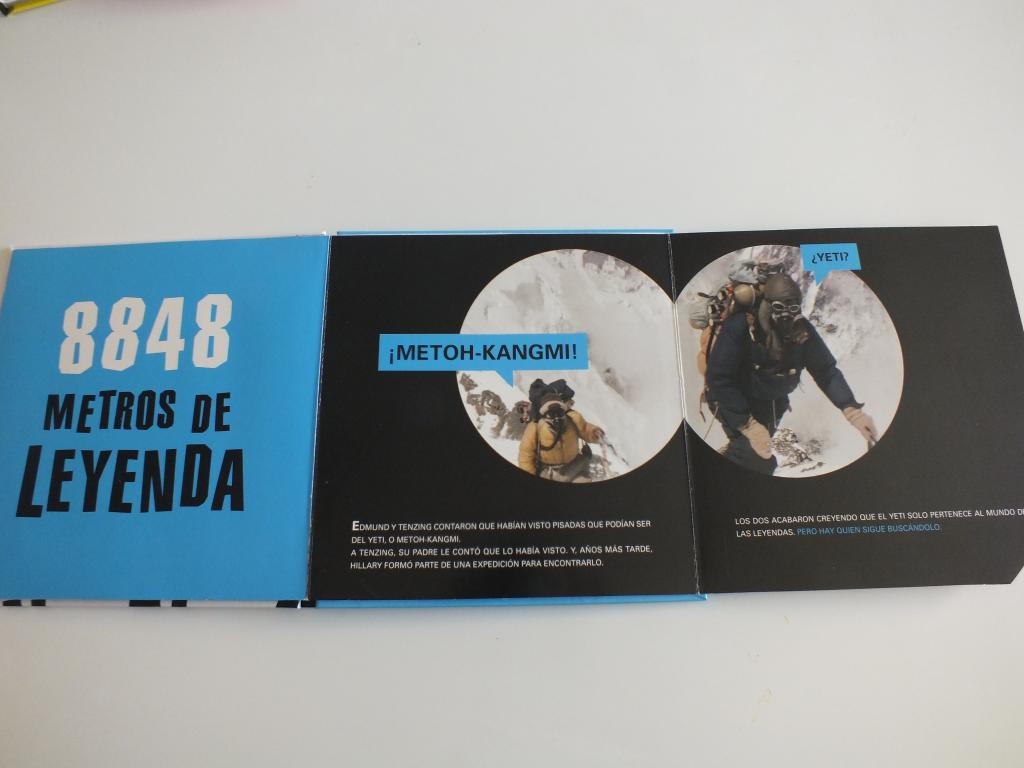 8848
METROS DE
LEYENDA
¡METOH-KANGMI!
EDMUND Y TENZING CONTARON QUE HABÍAN VISTO PISADAS QUE PODÍAN SER
DEL YETI, O METOH-KANGMI.
A TENZING, SU PADRE LE CONTÓ QUE LO HABÍA VISTO. Y, AÑOS MÁS TARDE,
HILLARY FORMÓ PARTE DE UNA EXPEDICIÓN PARA ENCONTRARLO.
¿YETI?
LOS DOS ACABARON CREYENDO QUE EL YETI SOLO PERTENECE AL MUNDO DE
LAS LEYENDAS. PERO HAY QUIEN SIGUE BUSCÁNDOLO.